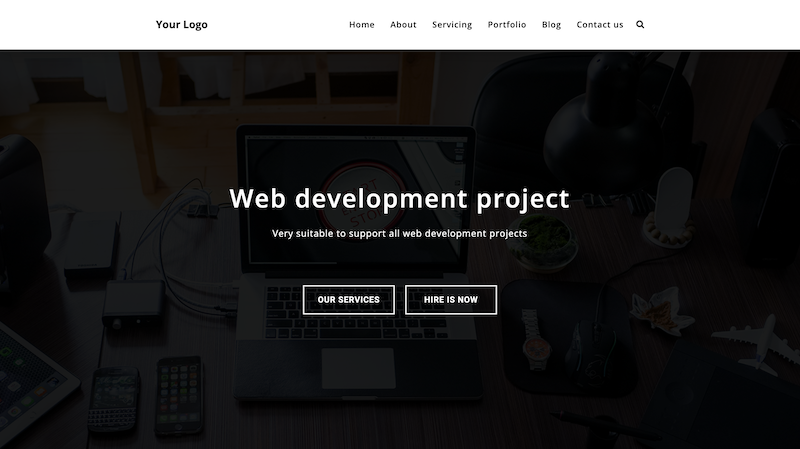 Your Logo
Home About Servicing Portfolio Blog Contact us
Web development project
Very suitable to support all web development projects
OUR SERVICES HIRE IS NOW